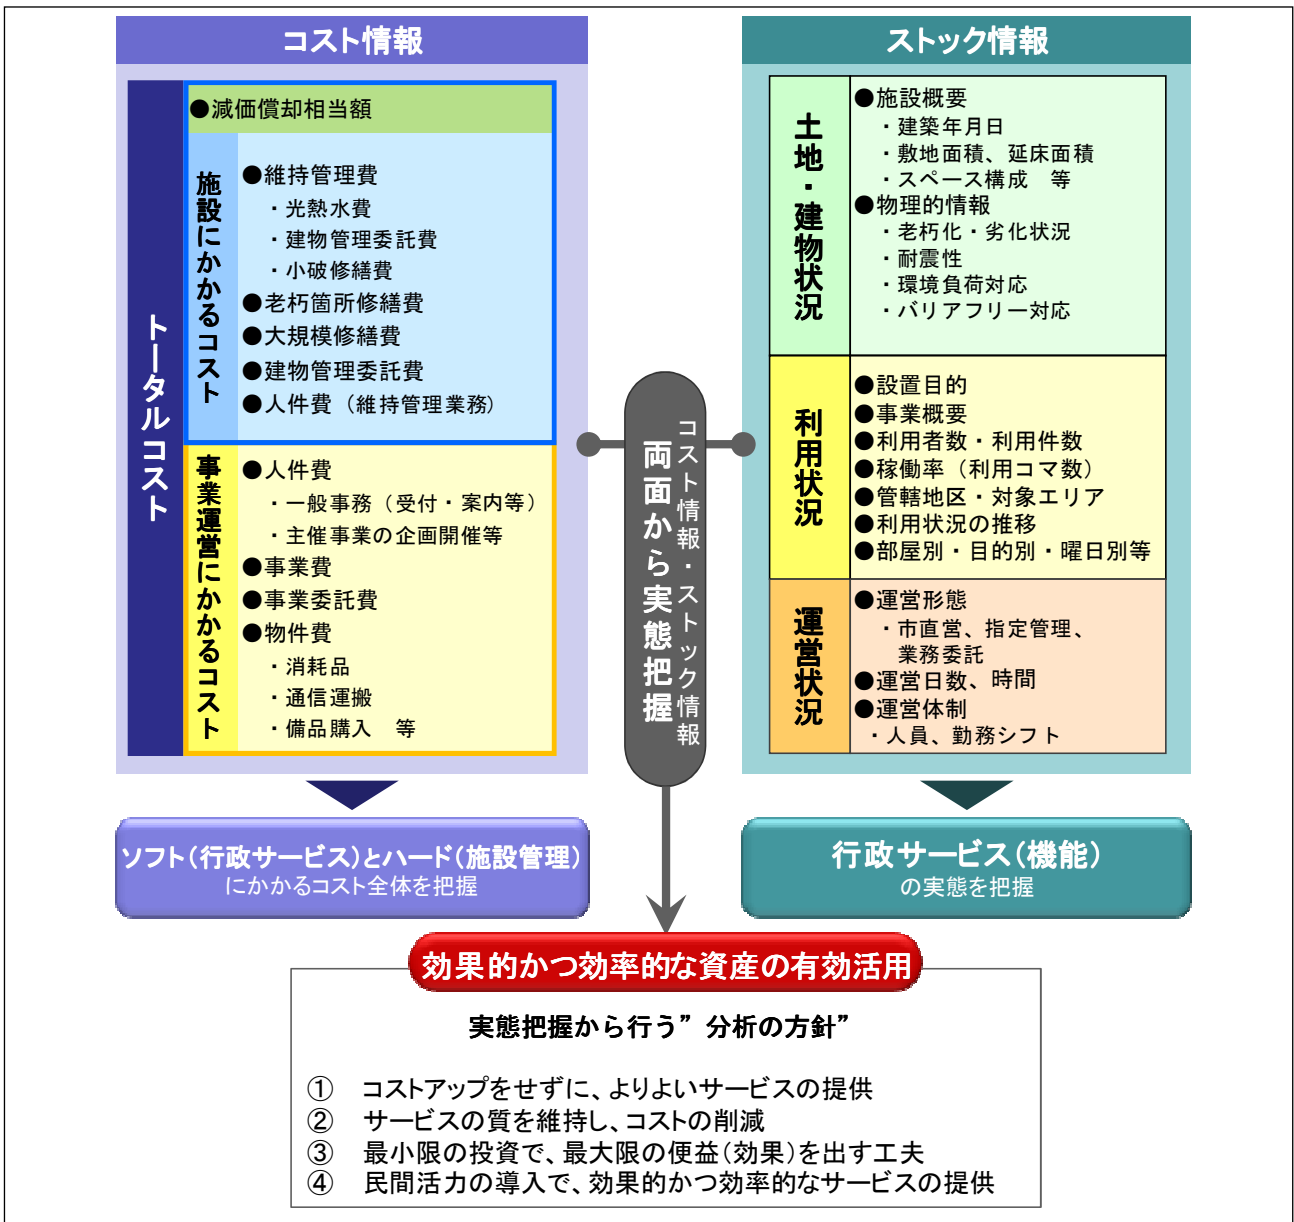 コスト情報
トータルコスト
●減価償却相当額
施設にかかるコスト
●維持管理費
・光熱水費
・建物管理委託費
・小破修繕費
●老朽箇所修繕費
●大規模修繕費
●建物管理委託費
●人件費（維持管理業務）
事業運営にかかるコスト
●人件費
・一般事務（受付・案内等）
・主催事業の企画開催等
●事業費
●事業委託費
●物件費
・消耗品
・通信運搬
・備品購入　等
ソフト（行政サービス）とハード（施設管理）
にかかるコスト全体を把握
コスト情報・ストック情報
両面から実態把握
ストック情報
土地・建物状況
●施設概要
・建築年月日
・敷地面積、延床面積
・スペース構成　等
●物理的情報
・老朽化・劣化状況
・耐震性
・環境負荷対応
・バリアフリー対応
利用状況
●設置目的
●事業概要
●利用者数・利用件数
●稼働率（利用コマ数）
●管轄地区・対象エリア
●利用状況の推移
●部屋別・目的別・曜日別等
運営状況
●運営形態
・市直営、指定管理、
業務委託
●運営日数、時間
●運営体制
・人員、勤務シフト
行政サービス（機能）
の実態を把握
効果的かつ効率的な資産の有効活用
実態把握から行う”分析の方針”
①　コストアップをせずに、よりよいサービスの提供
②　サービスの質を維持し、コストの削減
③　最小限の投資で、最大限の便益（効果）を出す工夫
④　民間活力の導入で、効果的かつ効率的なサービスの提供